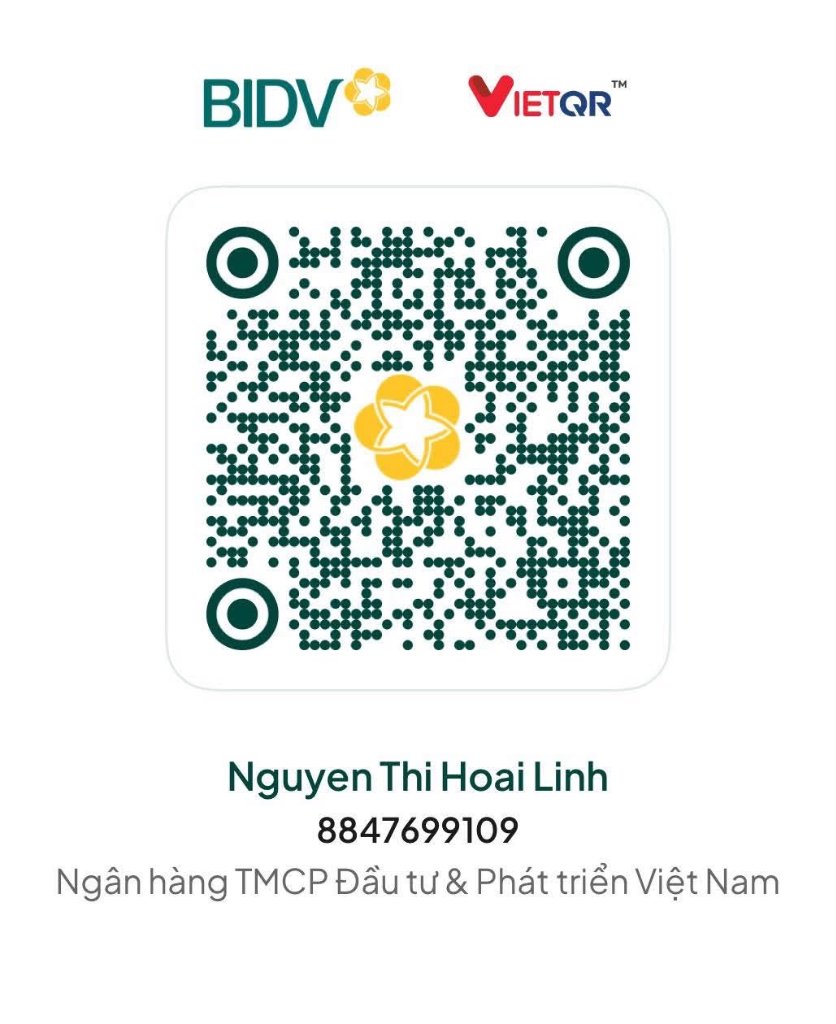 BIDV
VIETQR™
Nguyen Thi Hoai Linh
8847699109
Ngân hàng TMCP Đầu tư & Phát triển Việt Nam